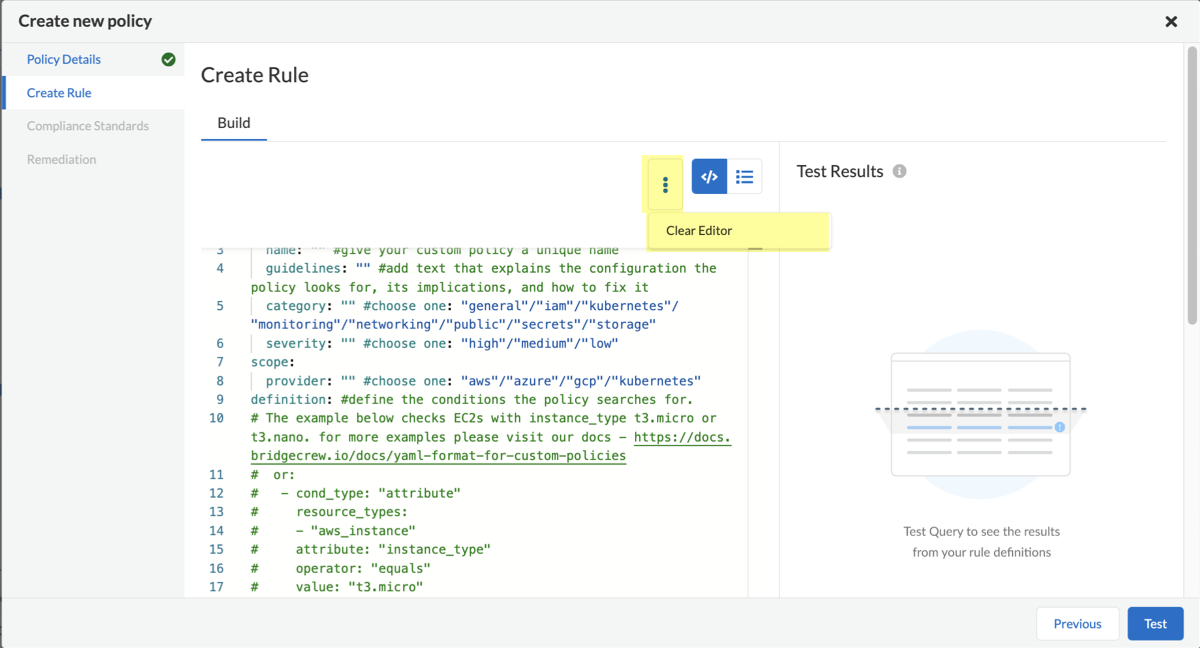 Create new policy
Policy Details
Create Rule
Compliance Standards
Remediation
Create Rule
Build
Clear Editor
3 name: "" #give your custom policy a unique name
4 guidelines: "" #add text that explains the configuration the
policy looks for, its implications, and how to fix it
5 category: "" #choose one: "general"/"iam"/"kubernetes"/
"monitoring"/"networking"/"public"/"secrets"/"storage"
6 severity: "" #choose one: "high"/"medium"/"low"
7 scope:
8 provider: "" #choose one: "aws"/"azure"/"gcp"/"kubernetes"
9 definition: #define the conditions the policy searches for.
10 # The example below checks EC2s with instance_type t3.micro or
t3.nano. for more examples please visit our docs - https://docs.
bridgecrew.io/docs/yaml-format-for-custom-policies
11 # or:
12 # - cond_type: "attribute"
13 # resource_types:
14 # - "aws_instance"
15 # attribute: "instance_type"
16 # operator: "equals"
17 # value: "t3.micro"
Test Results
Test Query to see the results
from your rule definitions
Previous
Test